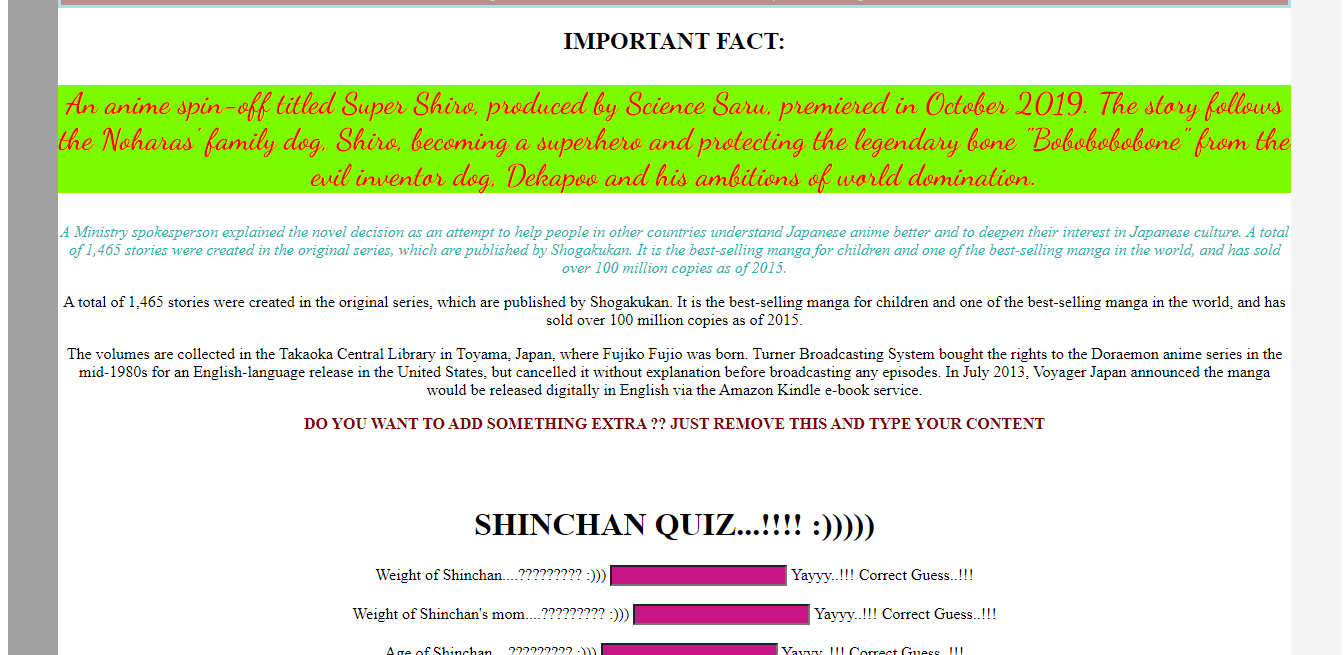 IMPORTANT FACT:
An anime spin-off titled Super Shiro, produced by Science Saru, premiered in October 2019. The story follows
the Noharas' family dog, Shiro, becoming a superhero and protecting the legendary bone "Bobobobobone" from the
evil inventor dog, Dekapoo and his ambitions of world domination.
A Ministry spokesperson explained the novel decision as an attempt to help people in other countries understand Japanese anime better and to deepen their interest in Japanese culture. A total
of 1,465 stories were created in the original series, which are published by Shogakukan. It is the best-selling manga for children and one of the best-selling manga in the world, and has sold
over 100 million copies as of 2015.
A total of 1,465 stories were created in the original series, which are published by Shogakukan. It is the best-selling manga for children and one of the best-selling manga in the world, and has
sold over 100 million copies as of 2015.
The volumes are collected in the Takaoka Central Library in Toyama, Japan, where Fujiko Fujio was born. Turner Broadcasting System bought the rights to the Doraemon anime series in the
mid-1980s for an English-language release in the United States, but cancelled it without explanation before broadcasting any episodes. In July 2013, Voyager Japan announced the manga
would be released digitally in English via the Amazon Kindle e-book service.
DO YOU WANT TO ADD SOMETHING EXTRA ?? JUST REMOVE THIS AND TYPE YOUR CONTENT
SHINCHAN QUIZ...!!!! :)))))
Weight of Shinchan....????????? :))) Yayyy..!!! Correct Guess..!!!
Weight of Shinchan's mom....????????? :))) Yayyy..!!! Correct Guess..!!!
Age of Shinchan....????????? :))) Yayyy..!!! Correct Guess..!!!